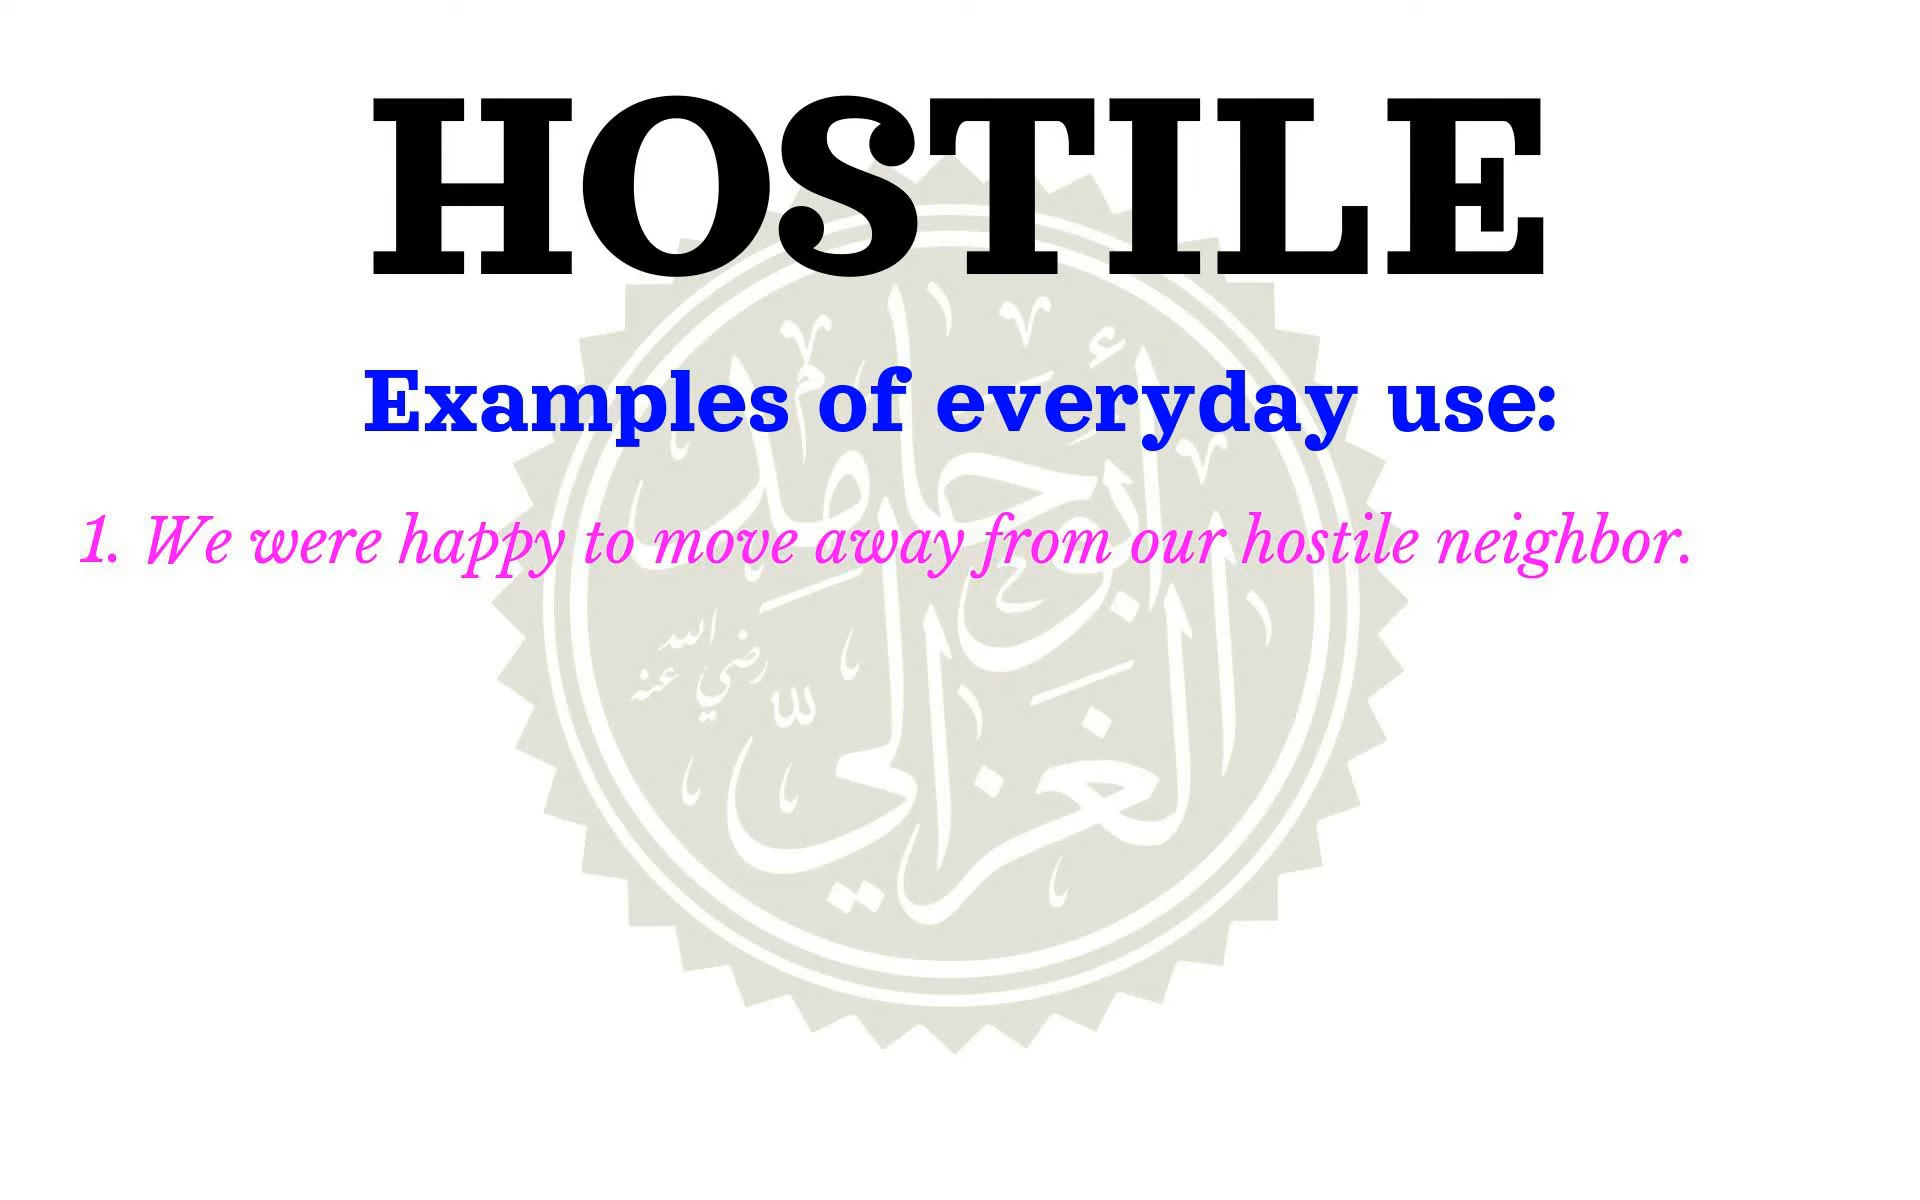 HOSTILE
Examples of everyday use:
1. We were happy to move away from our hostile neighbor.
أبو حامد
الغزالي
رضي الله
عنه